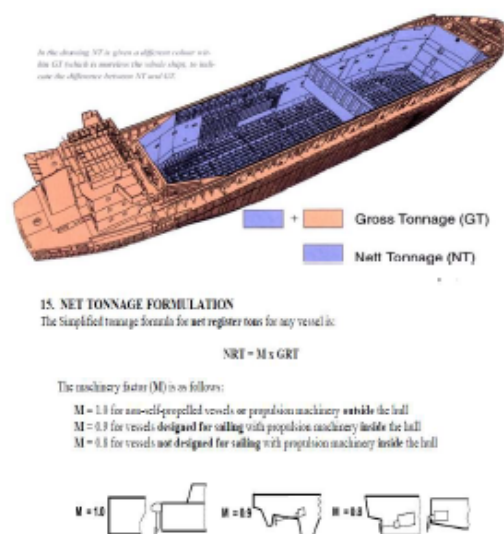 In the drawing NT is given a different colour wi-
thin GT (which is moreless the whole ship), to indi-
cate the difference between NT and GT.
+ Gross Tonnage (GT)
Nett Tonnage (NT)
15. NET TONNAGE FORMULATION
The Simplified tonnage formula for net register tons for any vessel is:
NRT = M x GRT
The machinery factor (M) is as follows:
M = 1.0 for non-self-propelled vessels or propulsion machinery outside the hull
M = 0.9 for vessels designed for sailing with propulsion machinery inside the hull
M = 0.8 for vessels not designed for sailing with propulsion machinery inside the hull
M = 1.0 M = 0.9 M = 0.8